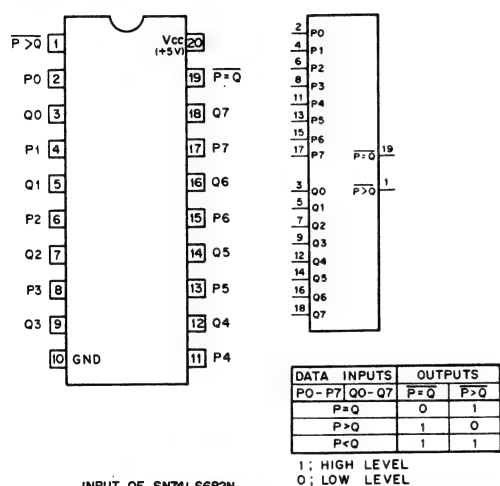 P>Q 1 Vcc 20
(+5V)
P0 2 19 P=Q
Q0 3 18 Q7
P1 4 17 P7
Q1 5 16 Q6
P2 6 15 P6
Q2 7 14 Q5
P3 8 13 P5
Q3 9 12 Q4
10 GND 11 P4
2 P0
4 P1
6 P2
8 P3
11 P4
13 P5
15 P6
17 P7 P=Q 19
3 Q0 P>Q 1
5 Q1
7 Q2
9 Q3
12 Q4
14 Q5
16 Q6
18 Q7
DATA INPUTS OUTPUTS
P0-P7 Q0-Q7 P=Q P>Q
P=Q 0 1
P>Q 1 0
P<Q 1 1
1; HIGH LEVEL
0; LOW LEVEL
INPUT OF SN74LS682N